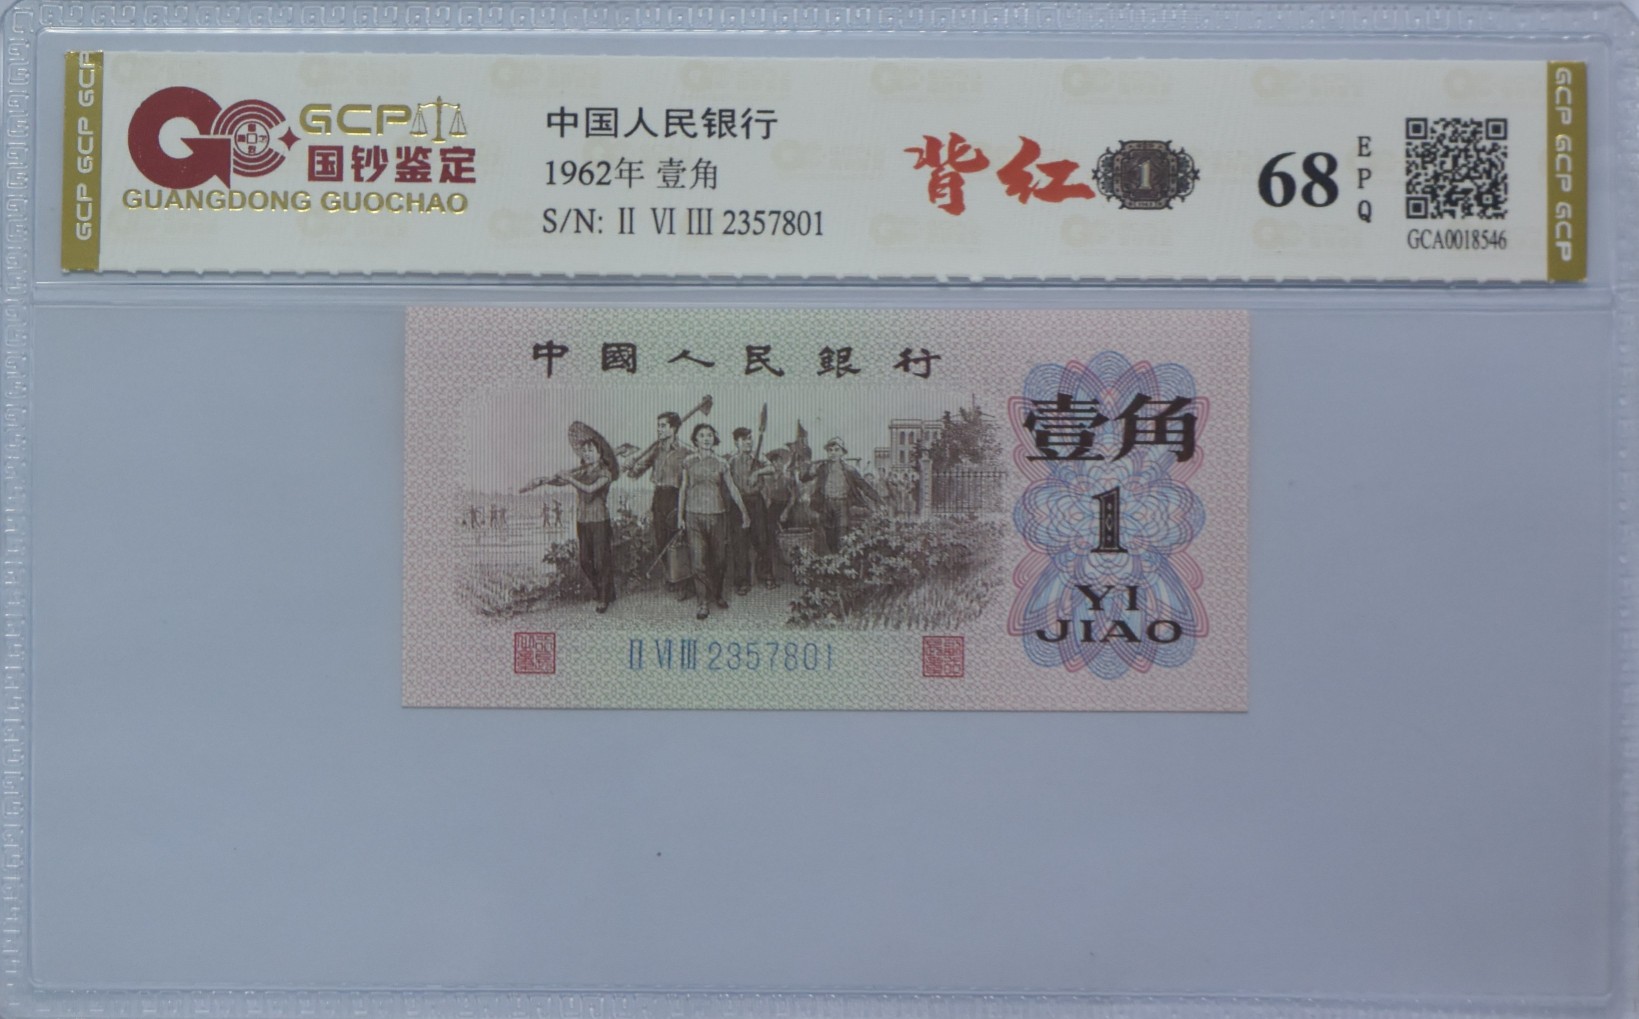 GCP GCP GCP
GCP
国钞鉴定
GUANGDONG GUOCHAO
中国人民银行
1962年 壹角
S/N: II VI III 2357801
背红
1
68
EPQ
GCA0018546
GCP GCP GCP
中國人民銀行
壹角
1
YI
JIAO
II VI III 2357801